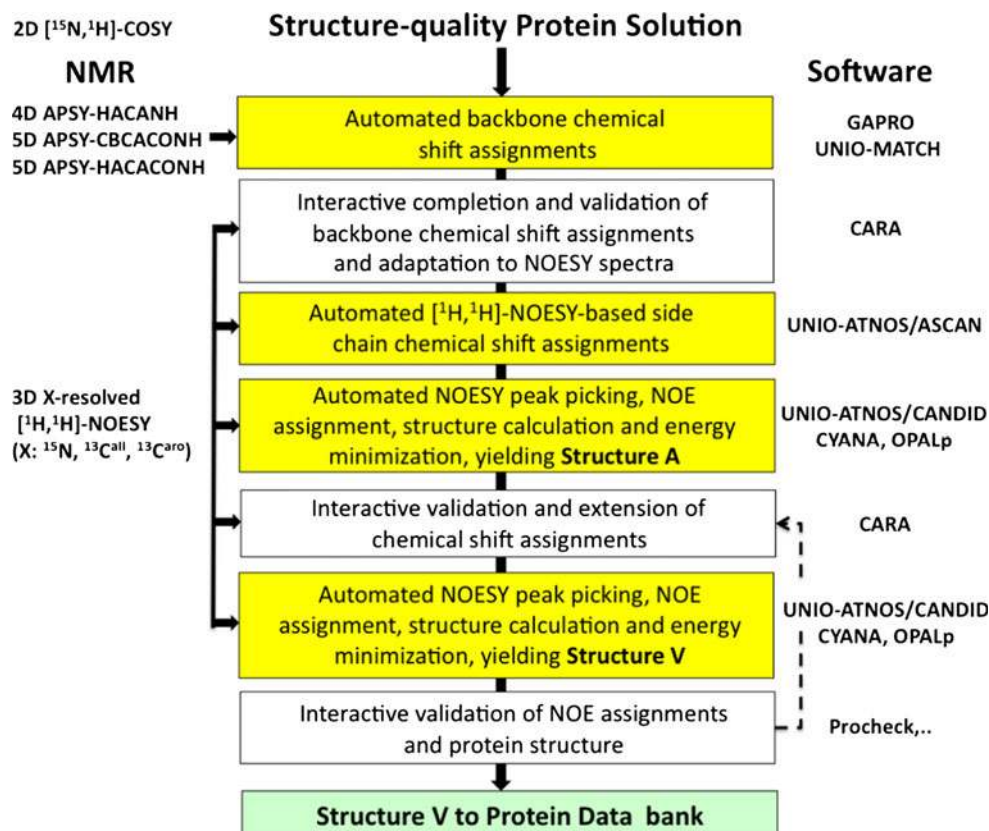 2D [¹⁵N,¹H]-COSY
Structure-quality Protein Solution
NMR
Software
4D APSY-HACANH
5D APSY-CBCACONH
5D APSY-HACACONH
Automated backbone chemical
shift assignments
GAPRO
UNIO-MATCH
Interactive completion and validation of
backbone chemical shift assignments
and adaptation to NOESY spectra
CARA
Automated [¹H,¹H]-NOESY-based side
chain chemical shift assignments
UNIO-ATNOS/ASCAN
3D X-resolved
[¹H,¹H]-NOESY
(X: ¹⁵N, ¹³Cᵃˡⁱ, ¹³Cᵃʳᵒ)
Automated NOESY peak picking, NOE
assignment, structure calculation and energy
minimization, yielding Structure A
UNIO-ATNOS/CANDID
CYANA, OPALp
Interactive validation and extension of
chemical shift assignments
CARA
Automated NOESY peak picking, NOE
assignment, structure calculation and energy
minimization, yielding Structure V
UNIO-ATNOS/CANDID
CYANA, OPALp
Interactive validation of NOE assignments
and protein structure
Procheck,..
Structure V to Protein Data bank